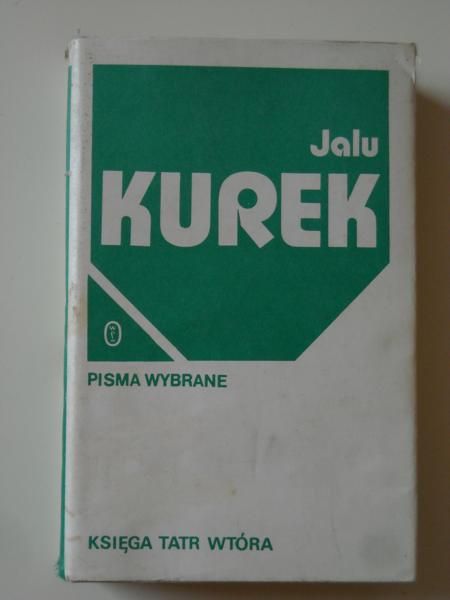 Jalu
KUREK
PISMA WYBRANE
KSIĘGA TATR WTÓRA